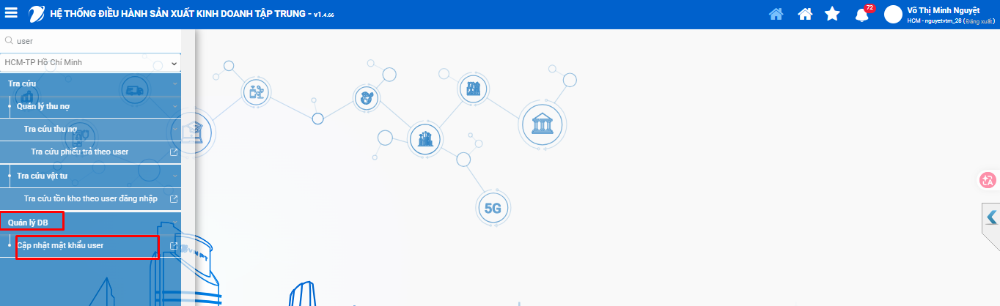 HỆ THỐNG ĐIỀU HÀNH SẢN XUẤT KINH DOANH TẬP TRUNG - v1.4.66
72
Võ Thị Minh Nguyệt
HCM - nguyetvtm_28 (Đăng xuất)
user
HCM-TP Hồ Chí Minh
Tra cứu
Quản lý thu nợ
Tra cứu thu nợ
Tra cứu phiếu trả theo user
Tra cứu vật tư
Tra cứu tồn kho theo user đăng nhập
Quản lý DB
Cập nhật mật khẩu user
5G